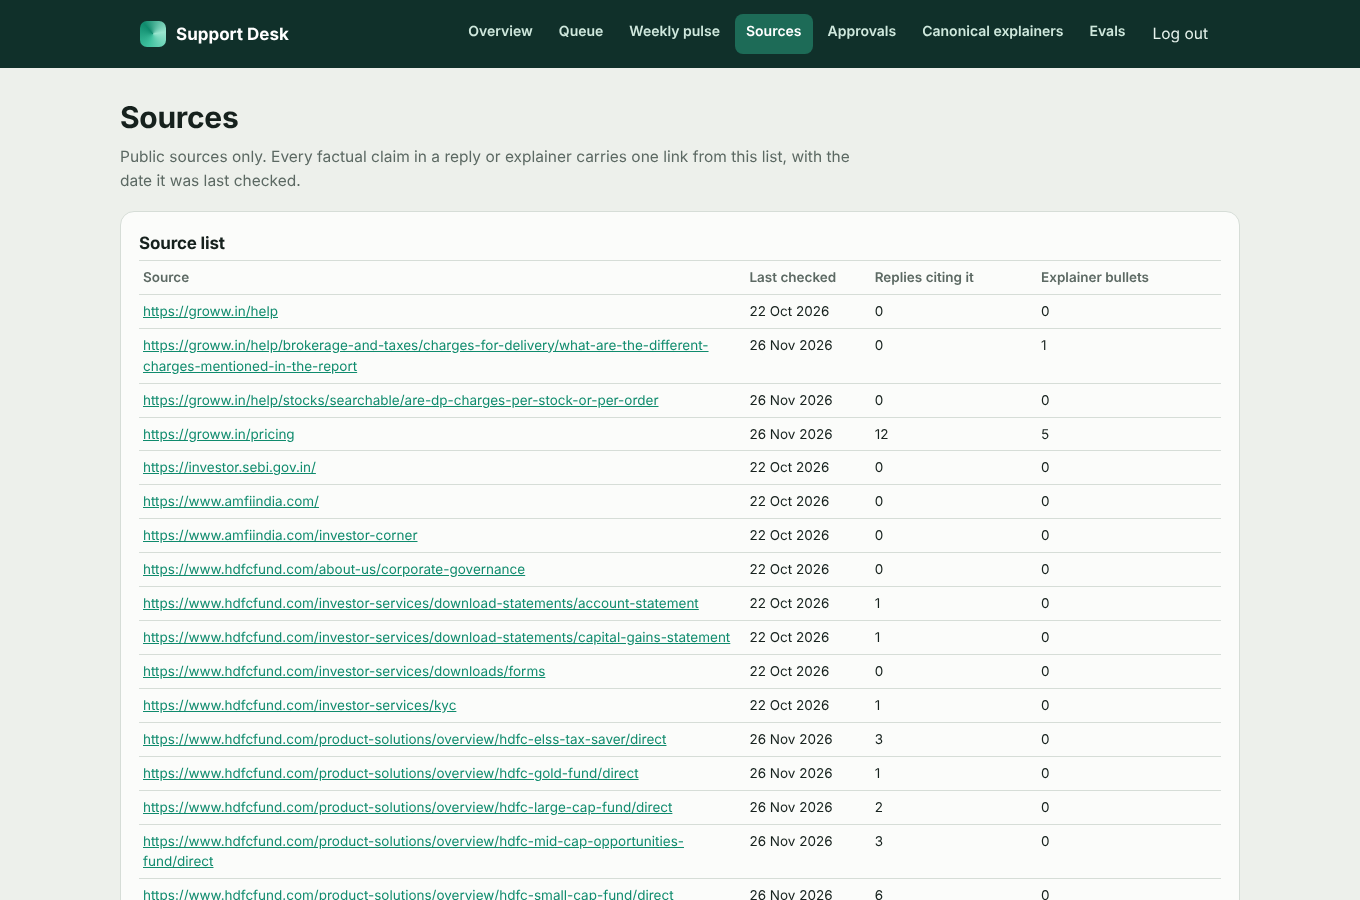 Support Desk
Overview
Queue
Weekly pulse
Sources
Approvals
Canonical explainers
Evals
Log out
Sources
Public sources only. Every factual claim in a reply or explainer carries one link from this list, with the
date it was last checked.
Source list
Source Last checked Replies citing it Explainer bullets
https://groww.in/help 22 Oct 2026 0 0
https://groww.in/help/brokerage-and-taxes/charges-for-delivery/what-are-the-different- 26 Nov 2026 0 1
charges-mentioned-in-the-report
https://groww.in/help/stocks/searchable/are-dp-charges-per-stock-or-per-order 26 Nov 2026 0 0
https://groww.in/pricing 26 Nov 2026 12 5
https://investor.sebi.gov.in/ 22 Oct 2026 0 0
https://www.amfiindia.com/ 22 Oct 2026 0 0
https://www.amfiindia.com/investor-corner 22 Oct 2026 0 0
https://www.hdfcfund.com/about-us/corporate-governance 22 Oct 2026 0 0
https://www.hdfcfund.com/investor-services/download-statements/account-statement 22 Oct 2026 1 0
https://www.hdfcfund.com/investor-services/download-statements/capital-gains-statement 22 Oct 2026 1 0
https://www.hdfcfund.com/investor-services/downloads/forms 22 Oct 2026 0 0
https://www.hdfcfund.com/investor-services/kyc 22 Oct 2026 1 0
https://www.hdfcfund.com/product-solutions/overview/hdfc-elss-tax-saver/direct 26 Nov 2026 3 0
https://www.hdfcfund.com/product-solutions/overview/hdfc-gold-fund/direct 26 Nov 2026 1 0
https://www.hdfcfund.com/product-solutions/overview/hdfc-large-cap-fund/direct 26 Nov 2026 2 0
https://www.hdfcfund.com/product-solutions/overview/hdfc-mid-cap-opportunities- 26 Nov 2026 3 0
fund/direct
https://www.hdfcfund.com/product-solutions/overview/hdfc-small-cap-fund/direct 26 Nov 2026 6 0